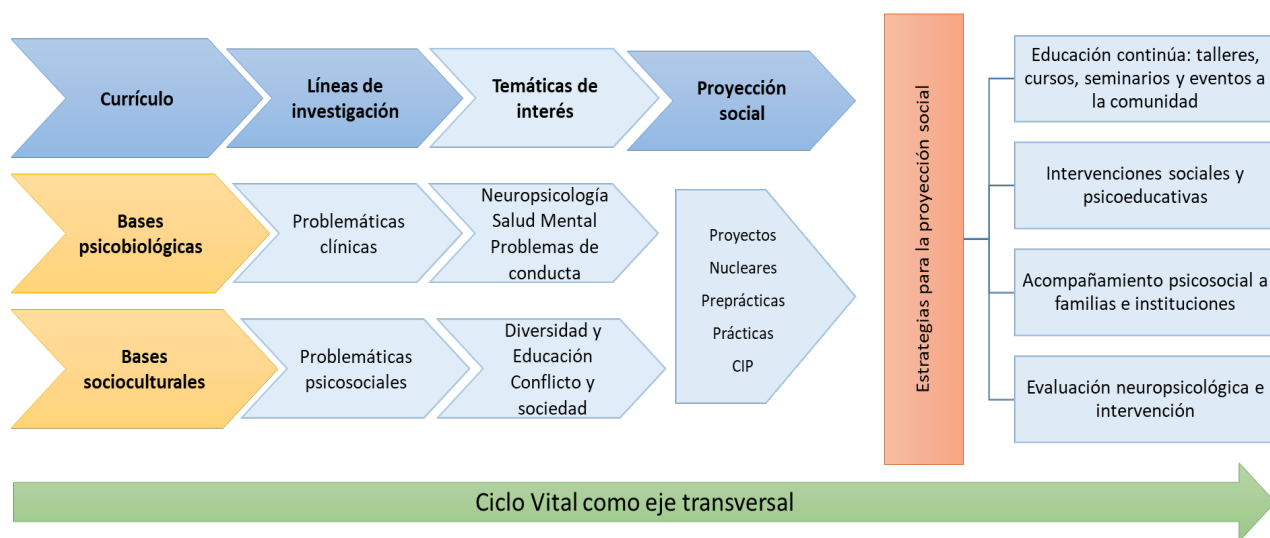 Currículo
Líneas de
investigación
Temáticas de
interés
Proyección
social
Bases
psicobiológicas
Problemáticas
clínicas
Neuropsicología
Salud Mental
Problemas de
conducta
Bases
socioculturales
Problemáticas
psicosociales
Diversidad y
Educación
Conflicto y
sociedad
Proyectos
Nucleares
Preprácticas
Prácticas
CIP
Estrategias para la proyección social
Educación continúa: talleres,
cursos, seminarios y eventos a
la comunidad
Intervenciones sociales y
psicoeducativas
Acompañamiento psicosocial a
familias e instituciones
Evaluación neuropsicológica e
intervención
Ciclo Vital como eje transversal